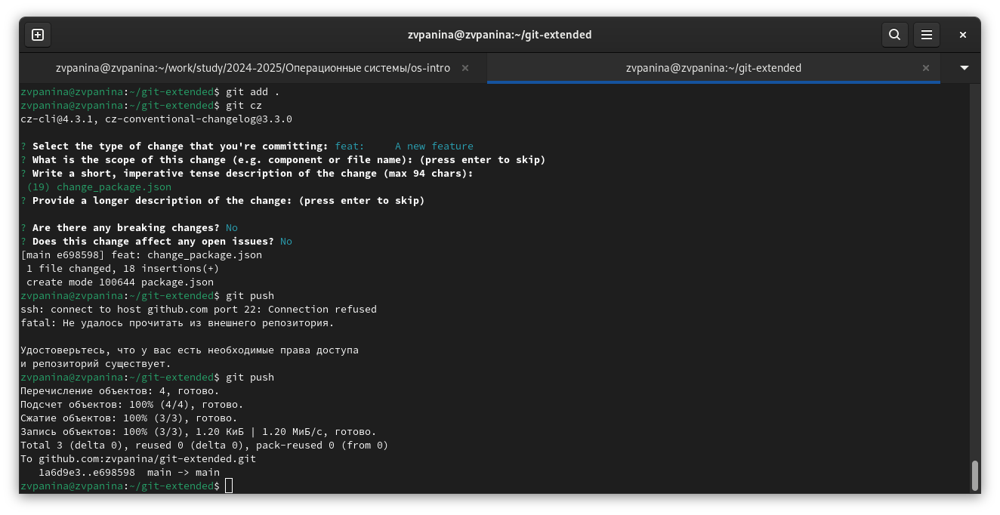 zvpanina@zvpanina:~/git-extended
zvpanina@zvpanina:~/work/study/2024-2025/Операционные системы/os-intro
zvpanina@zvpanina:~/git-extended
zvpanina@zvpanina:~/git-extended$ git add .
zvpanina@zvpanina:~/git-extended$ git cz
cz-cli@4.3.1, cz-conventional-changelog@3.3.0
? Select the type of change that you're committing: feat:     A new feature
? What is the scope of this change (e.g. component or file name): (press enter to skip)
? Write a short, imperative tense description of the change (max 94 chars):
 (19) change_package.json
? Provide a longer description of the change: (press enter to skip)
? Are there any breaking changes? No
? Does this change affect any open issues? No
[main e698598] feat: change_package.json
 1 file changed, 18 insertions(+)
 create mode 100644 package.json
zvpanina@zvpanina:~/git-extended$ git push
ssh: connect to host github.com port 22: Connection refused
fatal: Не удалось прочитать из внешнего репозитория.
Удостоверьтесь, что у вас есть необходимые права доступа
и репозиторий существует.
zvpanina@zvpanina:~/git-extended$ git push
Перечисление объектов: 4, готово.
Подсчет объектов: 100% (4/4), готово.
Сжатие объектов: 100% (3/3), готово.
Запись объектов: 100% (3/3), 1.20 КиБ | 1.20 МиБ/с, готово.
Total 3 (delta 0), reused 0 (delta 0), pack-reused 0 (from 0)
To github.com:zvpanina/git-extended.git
   1a6d9e3..e698598  main -> main
zvpanina@zvpanina:~/git-extended$